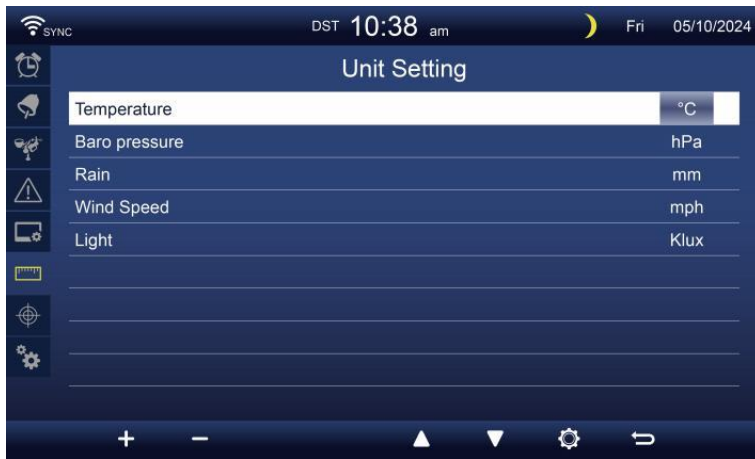 SYNC DST 10:38 am Fri 05/10/2024
Unit Setting
Temperature °C
Baro pressure hPa
Rain mm
Wind Speed mph
Light Klux